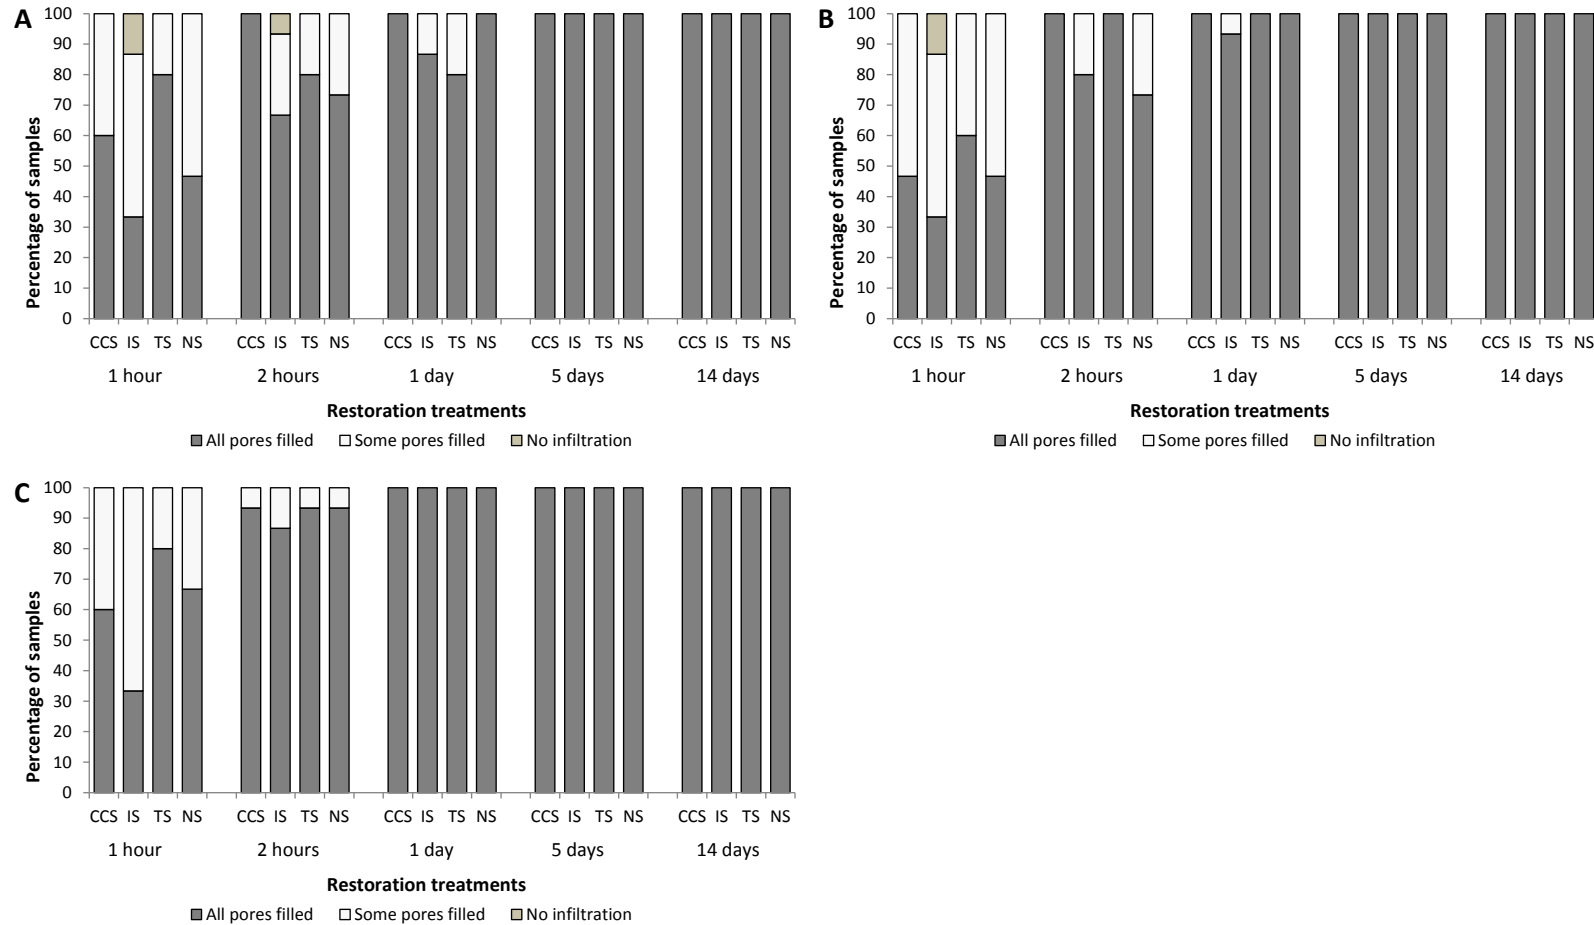 A
Percentage of samples
100
90
80
70
60
50
40
30
20
10
0
CCS IS TS NS CCS IS TS NS CCS IS TS NS CCS IS TS NS CCS IS TS NS
1 hour 2 hours 1 day 5 days 14 days
Restoration treatments
All pores filled Some pores filled No infiltration
B
Percentage of samples
100
90
80
70
60
50
40
30
20
10
0
CCS IS TS NS CCS IS TS NS CCS IS TS NS CCS IS TS NS CCS IS TS NS
1 hour 2 hours 1 day 5 days 14 days
Restoration treatments
All pores filled Some pores filled No infiltration
C
Percentage of samples
100
90
80
70
60
50
40
30
20
10
0
CCS IS TS NS CCS IS TS NS CCS IS TS NS CCS IS TS NS CCS IS TS NS
1 hour 2 hours 1 day 5 days 14 days
Restoration treatments
All pores filled Some pores filled No infiltration